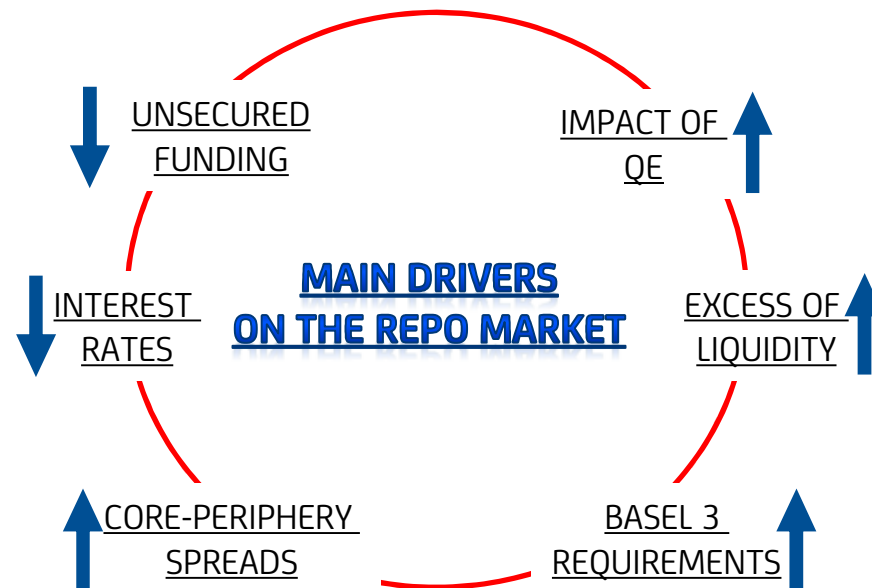 UNSECURED
FUNDING
IMPACT OF
QE
MAIN DRIVERS
ON THE REPO MARKET
INTEREST
RATES
EXCESS OF
LIQUIDITY
CORE-PERIPHERY
SPREADS
BASEL 3
REQUIREMENTS